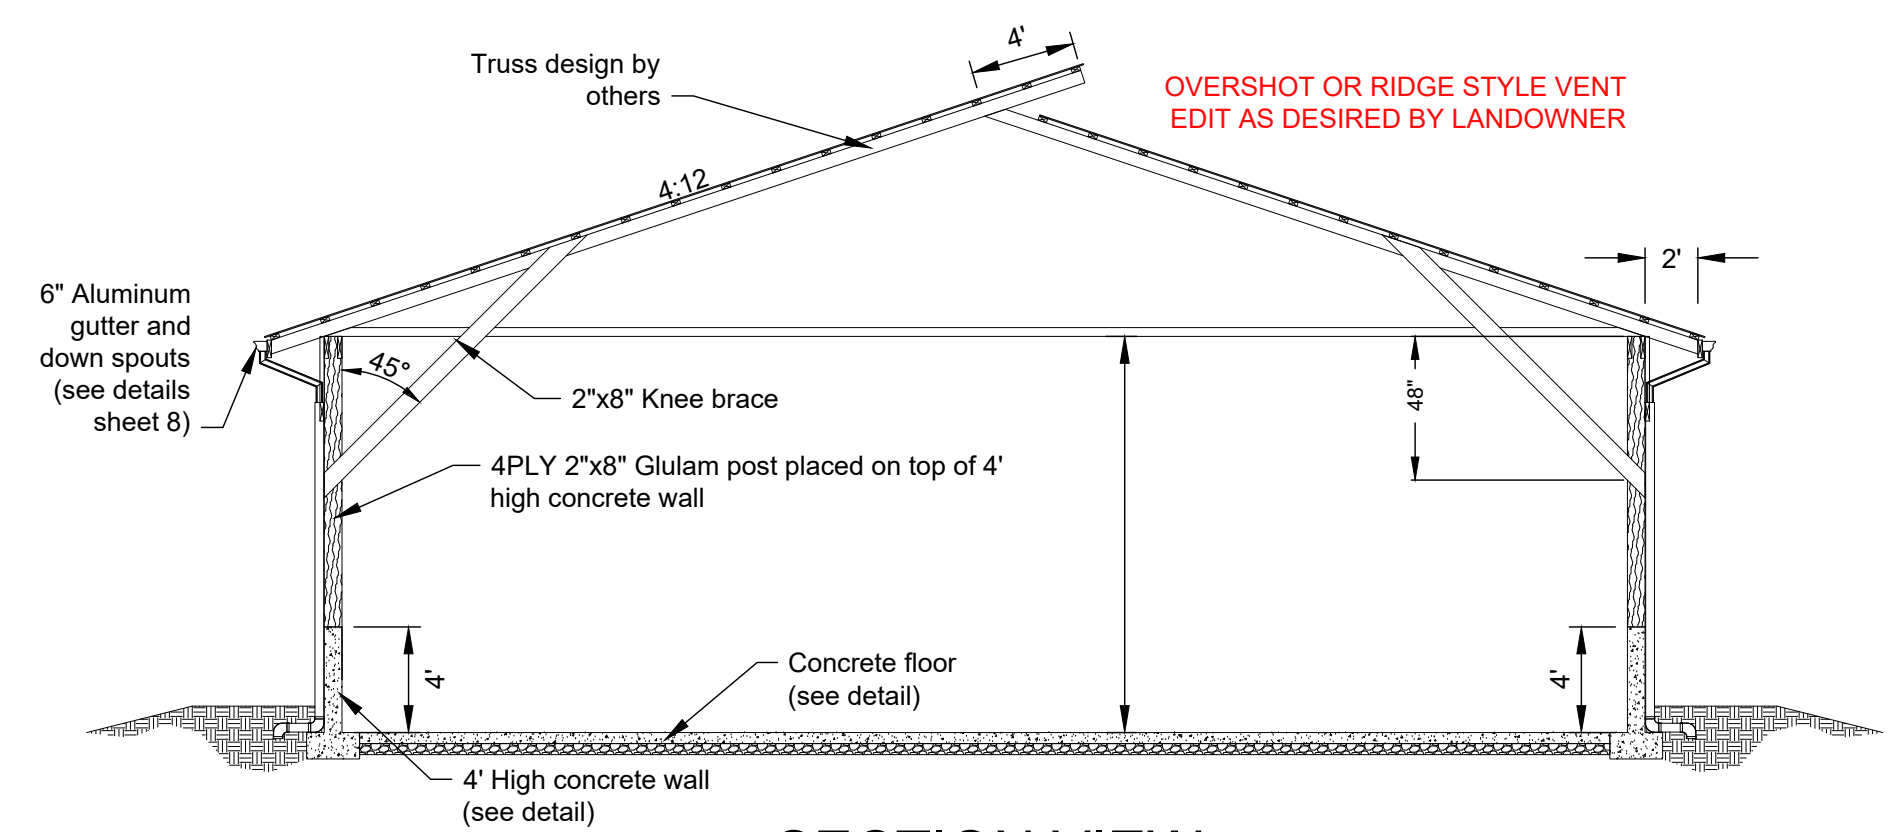 4'
Truss design by
others
OVERSHOT OR RIDGE STYLE VENT
EDIT AS DESIRED BY LANDOWNER
4:12
2'
6" Aluminum
gutter and
down spouts
(see details
sheet 8)
45°
2"x8" Knee brace
48"
4PLY 2"x8" Glulam post placed on top of 4'
high concrete wall
4'
Concrete floor
(see detail)
4'
4' High concrete wall
(see detail)
SECTION VIEW